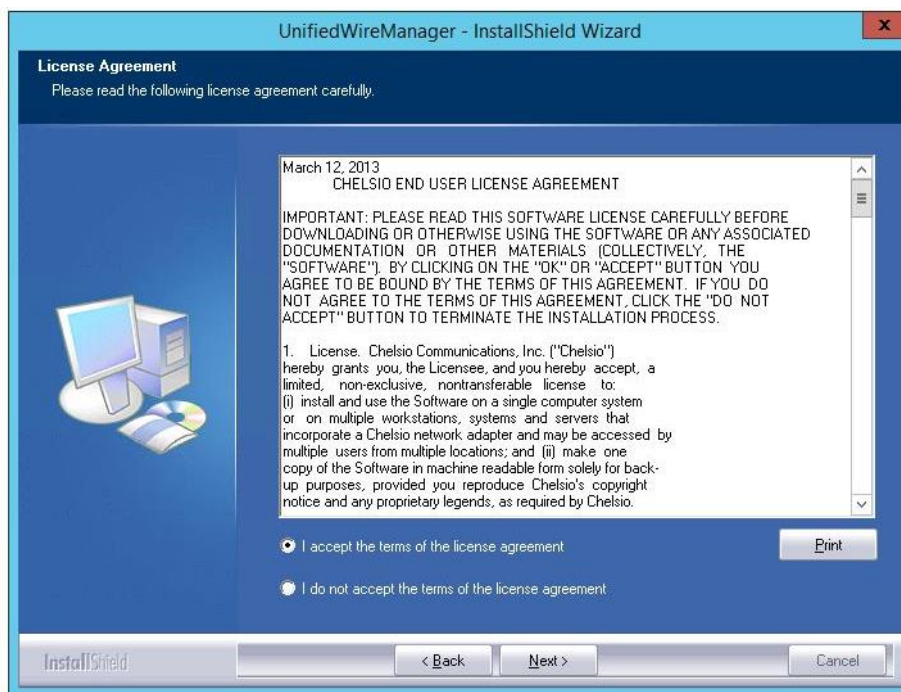 UnifiedWireManager - InstallShield Wizard
x
License Agreement
Please read the following license agreement carefully.
March 12, 2013
CHELSIO END USER LICENSE AGREEMENT
IMPORTANT: PLEASE READ THIS SOFTWARE LICENSE CAREFULLY BEFORE
DOWNLOADING OR OTHERWISE USING THE SOFTWARE OR ANY ASSOCIATED
DOCUMENTATION OR OTHER MATERIALS (COLLECTIVELY, THE
"SOFTWARE"). BY CLICKING ON THE "OK" OR "ACCEPT" BUTTON YOU
AGREE TO BE BOUND BY THE TERMS OF THIS AGREEMENT. IF YOU DO
NOT AGREE TO THE TERMS OF THIS AGREEMENT, CLICK THE "DO NOT
ACCEPT" BUTTON TO TERMINATE THE INSTALLATION PROCESS.
1. License. Chelsio Communications, Inc. ("Chelsio")
hereby grants you, the Licensee, and you hereby accept, a
limited, non-exclusive, nontransferable license to:
(i) install and use the Software on a single computer system
or on multiple workstations, systems and servers that
incorporate a Chelsio network adapter and may be accessed by
multiple users from multiple locations; and (ii) make one
copy of the Software in machine readable form solely for back-
up purposes, provided you reproduce Chelsio's copyright
notice and any proprietary legends, as required by Chelsio.
I accept the terms of the license agreement
Print
I do not accept the terms of the license agreement
InstallShield
< Back
Next >
Cancel